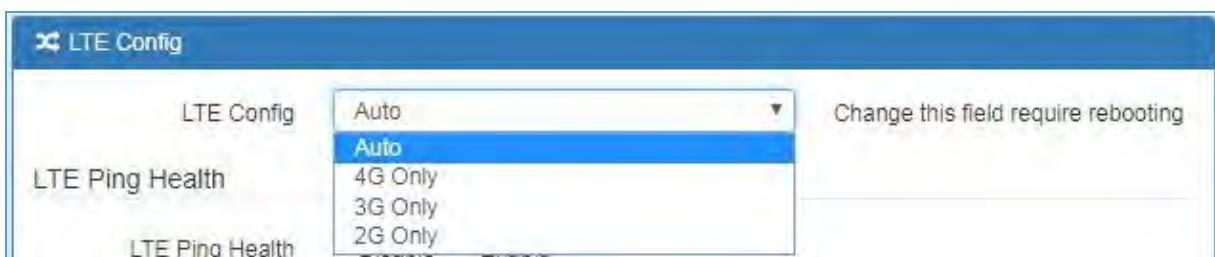 LTE Config
LTE Config Auto Change this field require rebooting
Auto
LTE Ping Health 4G Only
3G Only
2G Only
LTE Ping Health